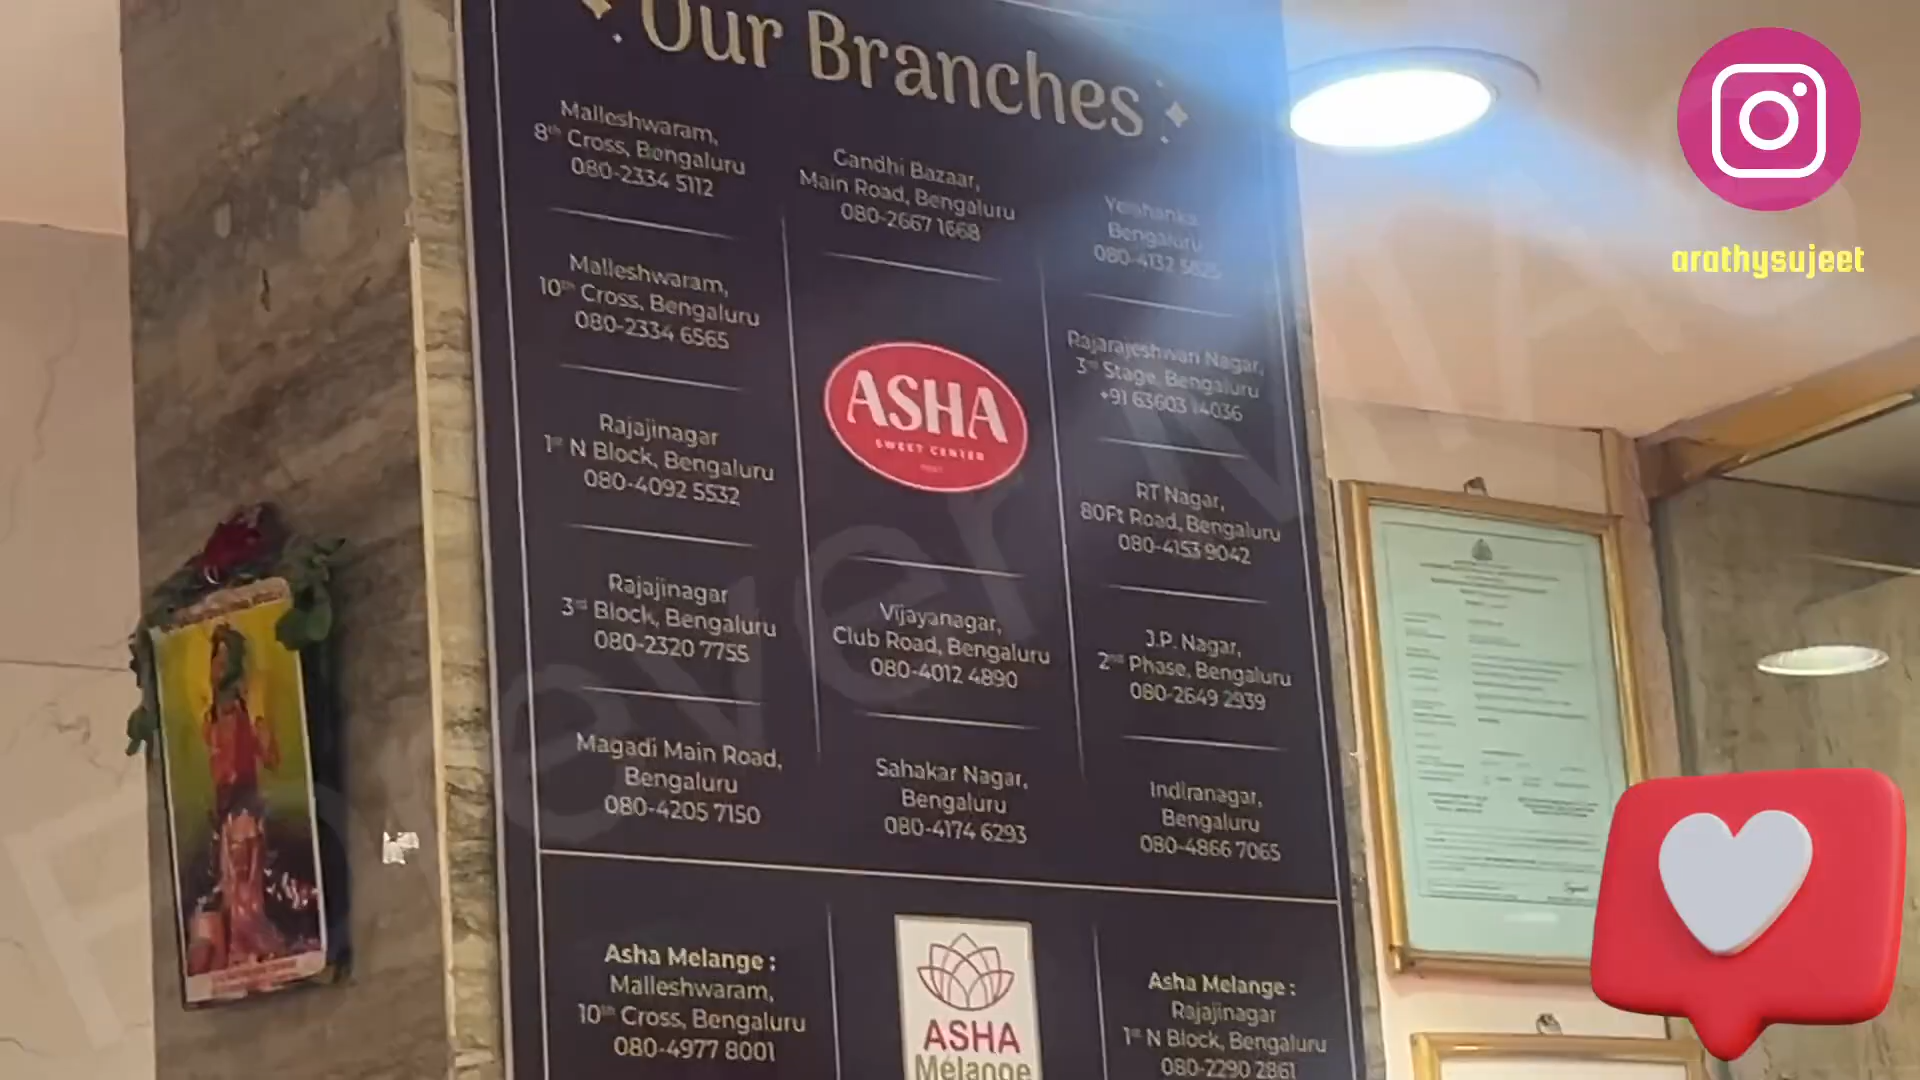 Our Branches
Malleshwaram,
8th Cross, Bengaluru
080-2334 5112
Malleshwaram,
10th Cross, Bengaluru
080-2334 6565
Rajajinagar
1st N Block, Bengaluru
080-4092 5532
Rajajinagar
3rd Block, Bengaluru
080-2320 7755
Magadi Main Road,
Bengaluru
080-4205 7150
Gandhi Bazaar,
Main Road, Bengaluru
080-2667 1668
ASHA
SWEET CENTER
Vijayanagar,
Club Road, Bengaluru
080-4012 4890
Sahakar Nagar,
Bengaluru
080-4174 6293
Yelahanka
Bengaluru
080-4132
Rajarajeshwari Nagar,
3rd Stage, Bengaluru
+91 63603 14036
RT Nagar,
80Ft Road, Bengaluru
080-4153 9042
J.P. Nagar,
2nd Phase, Bengaluru
080-2649 2939
Indiranagar,
Bengaluru
080-4866 7065
Asha Melange :
Malleshwaram,
10th Cross, Bengaluru
080-4977 8001
ASHA
Mélange
Asha Melange :
Rajajinagar
1st N Block, Bengaluru
080-2290 2861
arathysujeet